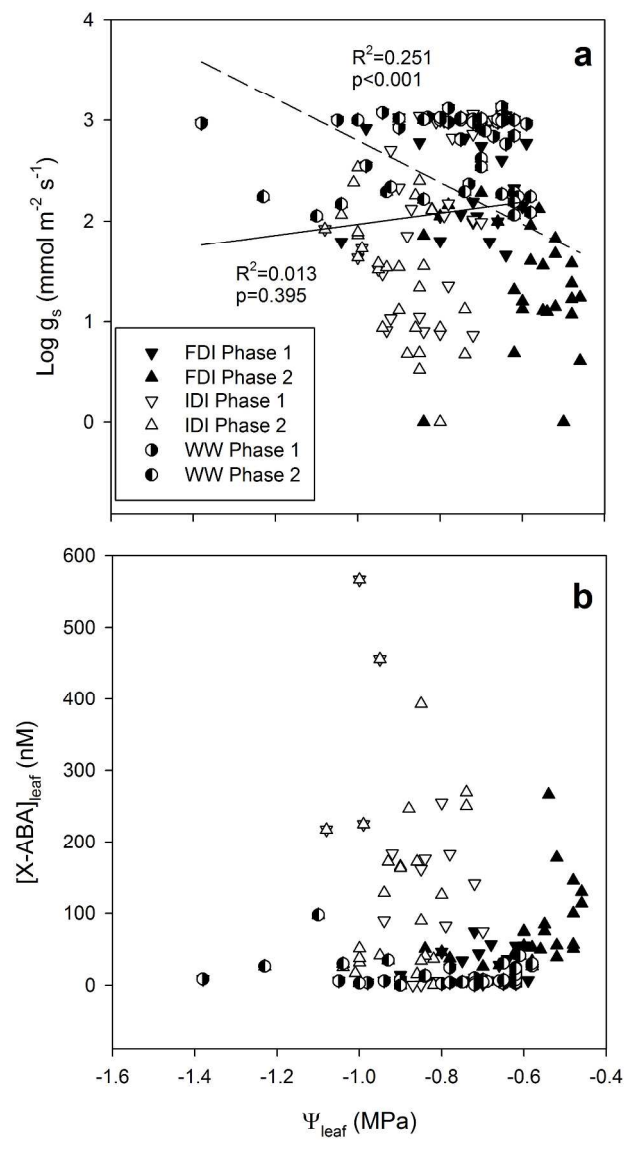 a
R²=0.251
p<0.001
R²=0.013
p=0.395
Log gₛ (mmol m⁻² s⁻¹)
4
3
2
1
0
FDI Phase 1
FDI Phase 2
IDI Phase 1
IDI Phase 2
WW Phase 1
WW Phase 2
b
[X-ABA]leaf (nM)
600
500
400
300
200
100
0
-1.6 -1.4 -1.2 -1.0 -0.8 -0.6 -0.4
Ψleaf (MPa)